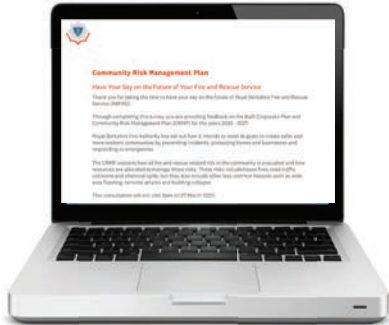 Community Risk Management Plan
Have Your Say on the Future of Your Fire and Rescue Service
Thank you for taking the time to have your say on the future of Royal Berkshire Fire and Rescue
Service (RBFRS).
Through completing this survey, you are providing feedback on the draft Corporate Plan and
Community Risk Management Plan (CRMP) for the years 2023 - 2027.
Royal Berkshire Fire Authority has set out how it intends to meet its goals to create safer and
more resilient communities by preventing incidents, protecting homes and businesses and
responding to emergencies.
The CRMP explains how all fire and rescue related risk in the community is evaluated and how
resources are allocated to manage those risks. These risks include house fires, road traffic
collisions and chemical spills, but they also include other less common hazards such as wide
area flooding, terrorist attacks and building collapse.
This consultation will run until